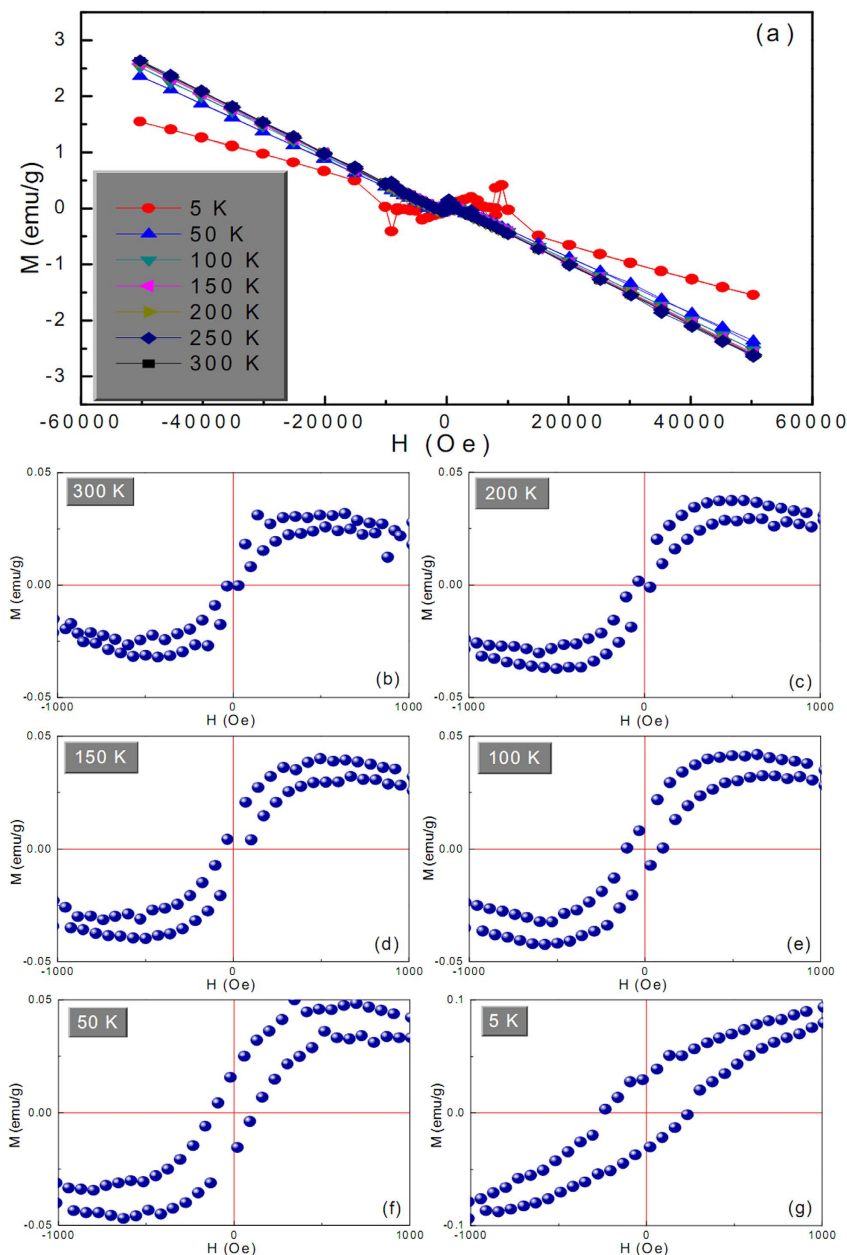 (a)
M (emu/g)
3
2
1
0
-1
-2
-3
5 K
50 K
100 K
150 K
200 K
250 K
300 K
-60000 -40000 -20000 0 20000 40000 60000
H (Oe)
300 K
M (emu/g)
0.05
0.00
-0.05
(b)
-1000 0 1000
H (Oe)
200 K
M (emu/g)
0.05
0.00
-0.05
(c)
-1000 0 1000
H (Oe)
150 K
M (emu/g)
0.05
0.00
-0.05
(d)
-1000 0 1000
H (Oe)
100 K
M (emu/g)
0.05
0.00
-0.05
(e)
-1000 0 1000
H (Oe)
50 K
M (emu/g)
0.05
0.00
-0.05
(f)
-1000 0 1000
H (Oe)
5 K
M (emu/g)
0.1
0.0
-0.1
(g)
-1000 0 1000
H (Oe)